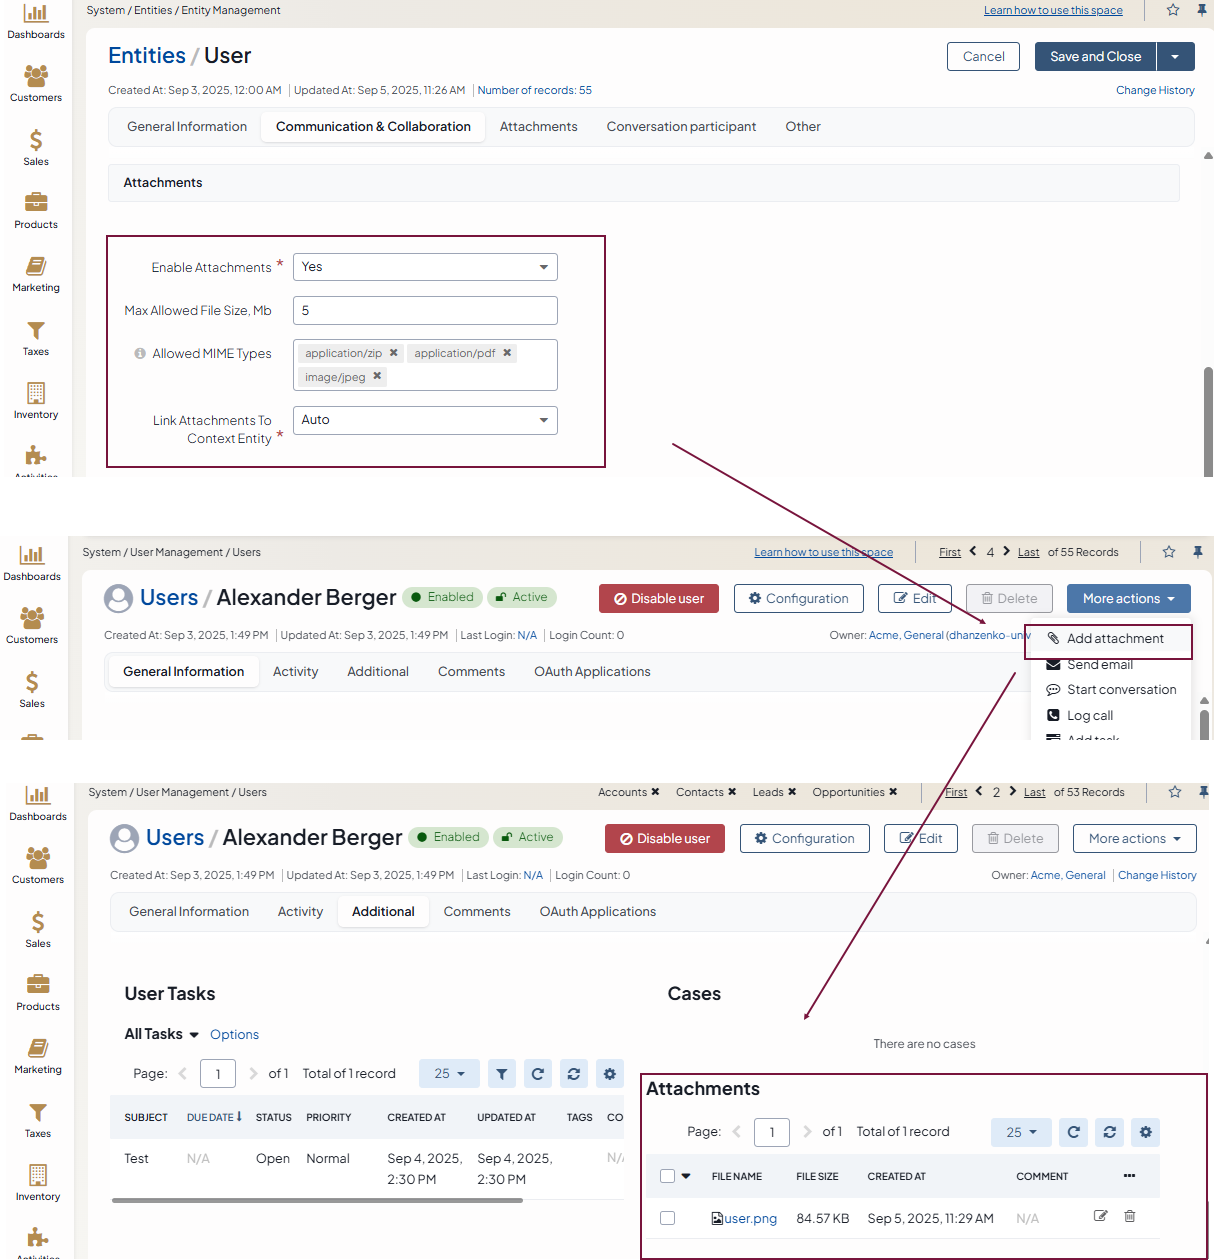 System / Entities / Entity Management
Learn how to use this space
Dashboards
Customers
Sales
Products
Marketing
Taxes
Inventory
Activities
Entities / User
Cancel
Save and Close
Created At: Sep 3, 2025, 12:00 AM | Updated At: Sep 5, 2025, 11:26 AM | Number of records: 55
Change History
General Information
Communication & Collaboration
Attachments
Conversation participant
Other
Attachments
Enable Attachments *
Yes
Max Allowed File Size, Mb
5
Allowed MIME Types
application/zip
application/pdf
image/jpeg
Link Attachments To
Context Entity *
Auto
System / User Management / Users
Learn how to use this space
First 4 Last of 55 Records
Dashboards
Customers
Sales
Users / Alexander Berger
Enabled
Active
Disable user
Configuration
Edit
Delete
More actions
Created At: Sep 3, 2025, 1:49 PM | Updated At: Sep 3, 2025, 1:49 PM | Last Login: N/A | Login Count: 0
Owner: Acme, General (dhanzenko-univ
General Information
Activity
Additional
Comments
OAuth Applications
Add attachment
Send email
Start conversation
Log call
Add task
System / User Management / Users
Accounts
Contacts
Leads
Opportunities
First 2 Last of 53 Records
Dashboards
Customers
Sales
Products
Marketing
Taxes
Inventory
Activities
Users / Alexander Berger
Enabled
Active
Disable user
Configuration
Edit
Delete
More actions
Created At: Sep 3, 2025, 1:49 PM | Updated At: Sep 3, 2025, 1:49 PM | Last Login: N/A | Login Count: 0
Owner: Acme, General | Change History
General Information
Activity
Additional
Comments
OAuth Applications
User Tasks
All Tasks
Options
Page: 1 of 1 Total of 1 record
25
SUBJECT DUE DATE STATUS PRIORITY CREATED AT UPDATED AT TAGS CO
Test N/A Open Normal Sep 4, 2025, Sep 4, 2025, N/
2:30 PM 2:30 PM
Cases
There are no cases
Attachments
Page: 1 of 1 Total of 1 record
25
FILE NAME FILE SIZE CREATED AT COMMENT
user.png 84.57 KB Sep 5, 2025, 11:29 AM N/A